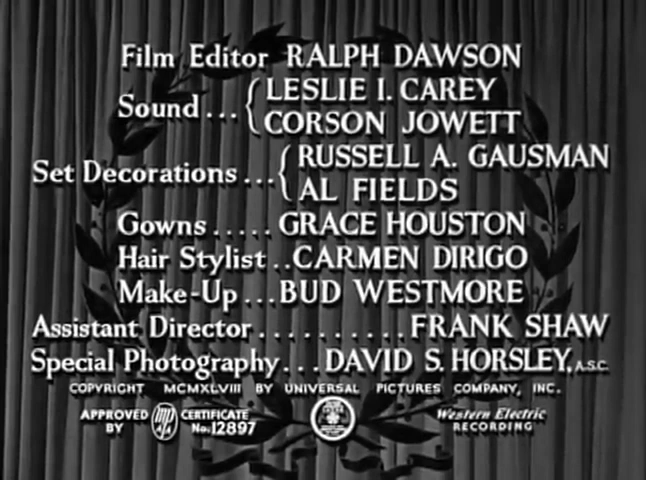 Film Editor RALPH DAWSON
Sound ... { LESLIE I. CAREY
CORSON JOWETT
Set Decorations ... { RUSSELL A. GAUSMAN
AL FIELDS
Gowns ..... GRACE HOUSTON
Hair Stylist .. CARMEN DIRIGO
Make-Up ... BUD WESTMORE
Assistant Director .......... FRANK SHAW
Special Photography ... DAVID S. HORSLEY, A.S.C.
COPYRIGHT MCMXLVIII BY UNIVERSAL PICTURES COMPANY, INC.
APPROVED BY
CERTIFICATE No. 12897
Western Electric
RECORDING